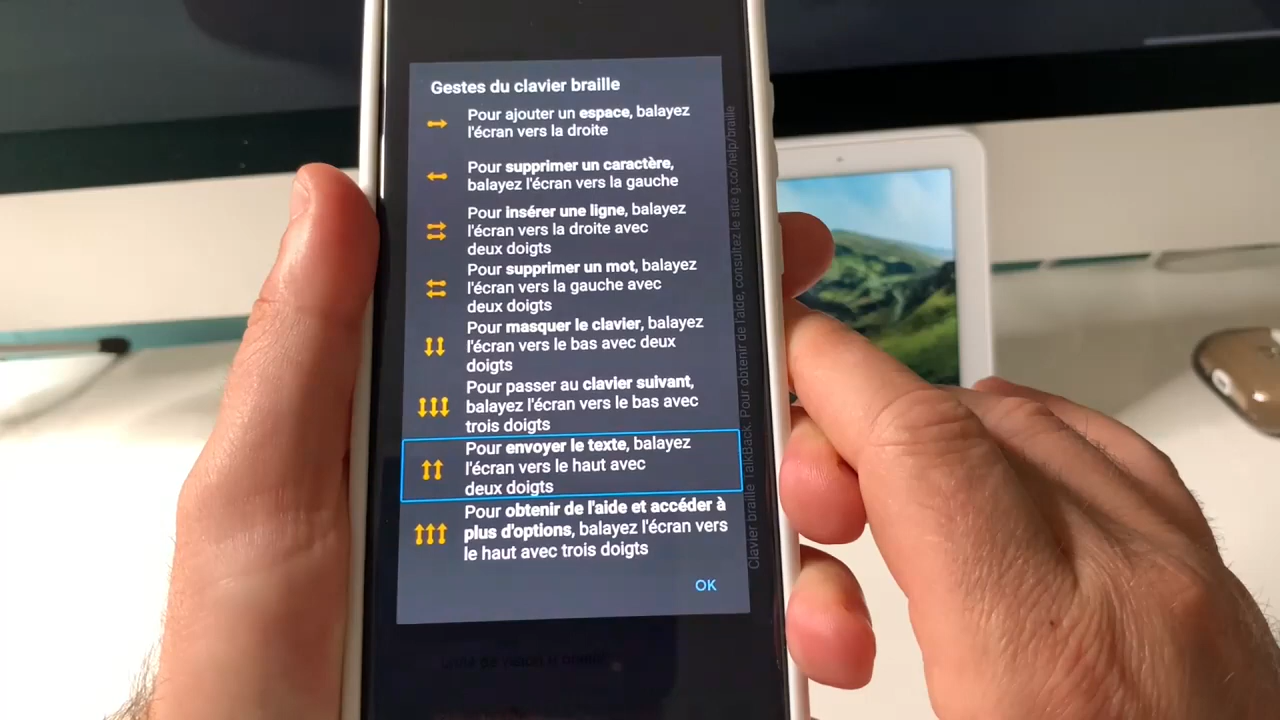 Gestes du clavier braille
Pour ajouter un espace, balayez
l'écran vers la droite
Pour supprimer un caractère,
balayez l'écran vers la gauche
Pour insérer une ligne, balayez
l'écran vers la droite avec
deux doigts
Pour supprimer un mot, balayez
l'écran vers la gauche avec
deux doigts
Pour masquer le clavier, balayez
l'écran vers le bas avec deux
doigts
Pour passer au clavier suivant,
balayez l'écran vers le bas avec
trois doigts
Pour envoyer le texte, balayez
l'écran vers le haut avec
deux doigts
Pour obtenir de l'aide et accéder à
plus d'options, balayez l'écran vers
le haut avec trois doigts
OK
Clavier braille TalkBack. Pour obtenir de l'aide, consultez le site g.co/help/braille